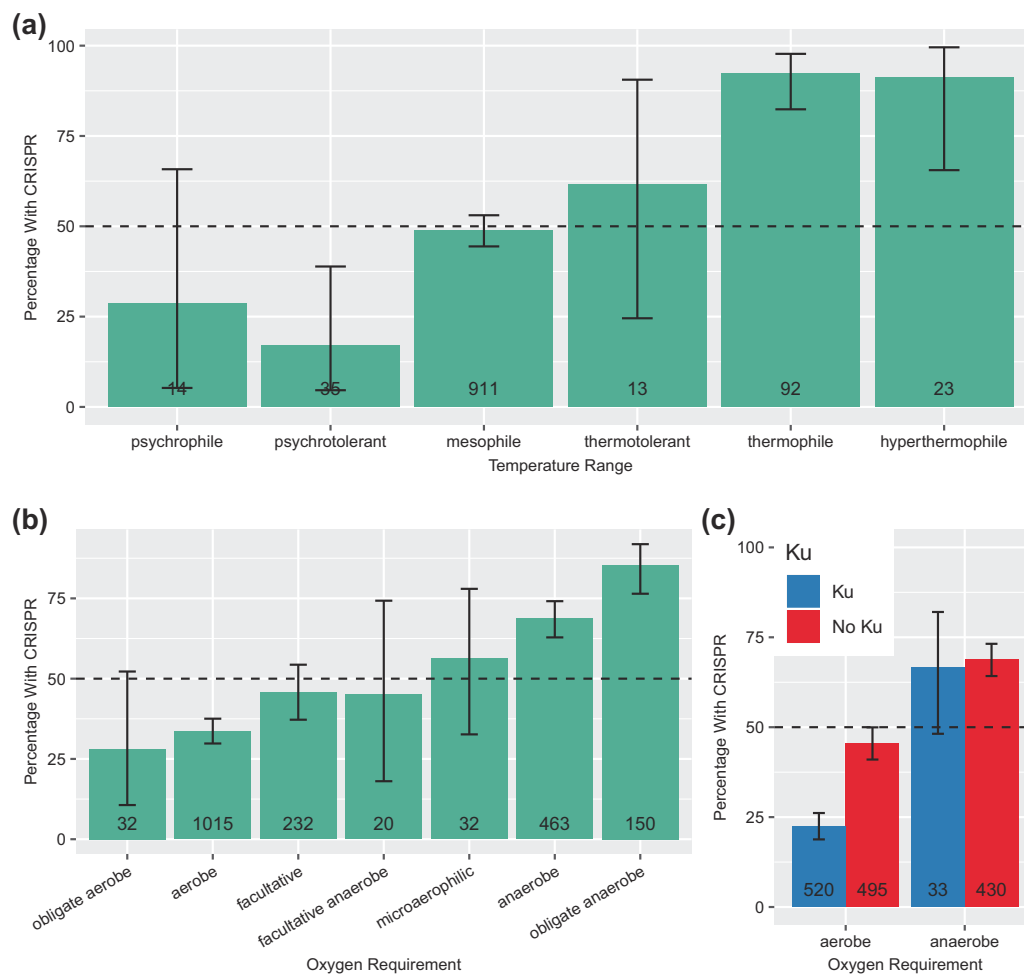 (a)
100
75
50
25
0
Percentage With CRISPR
14
35
911
13
92
23
psychrophile
psychrotolerant
mesophile
thermotolerant
thermophile
hyperthermophile
Temperature Range
(b)
75
50
25
0
Percentage With CRISPR
32
1015
232
20
32
463
150
obligate aerobe
aerobe
facultative
facultative anaerobe
microaerophilic
anaerobe
obligate anaerobe
Oxygen Requirement
(c)
100
75
50
25
0
Percentage With CRISPR
Ku
Ku
No Ku
520
495
33
430
aerobe
anaerobe
Oxygen Requirement